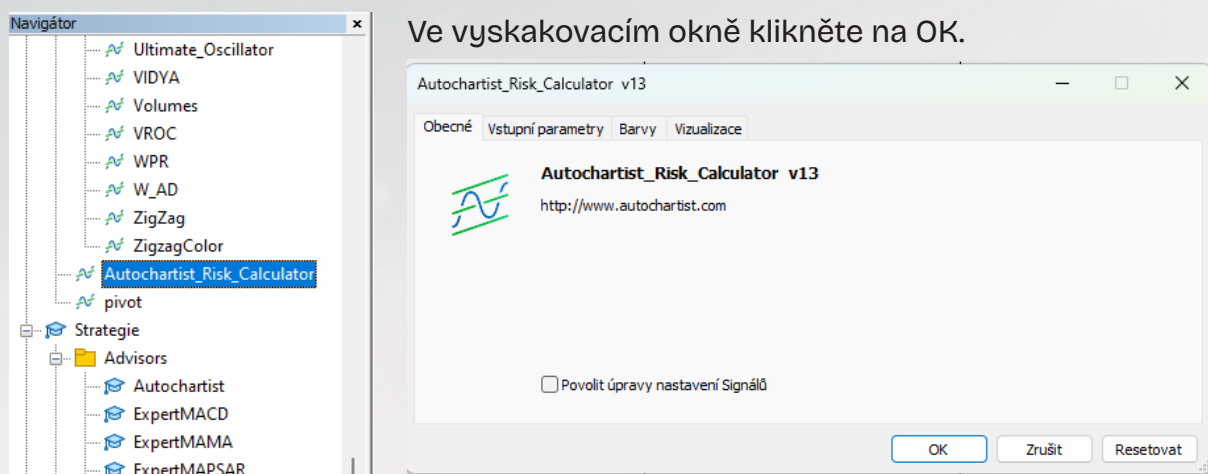 Navigátor
Ultimate_Oscillator
VIDYA
Volumes
VROC
WPR
W_AD
ZigZag
ZigzagColor
Autochartist_Risk_Calculator
pivot
Strategie
Advisors
Autochartist
ExpertMACD
ExpertMAMA
ExpertMAPSAR
Ve vyskakovacím okně klikněte na OK.
Autochartist_Risk_Calculator v13
Obecné Vstupní parametry Barvy Vizualizace
Autochartist_Risk_Calculator v13
http://www.autochartist.com
Povolit úpravy nastavení Signálů
OK Zrušit Resetovat